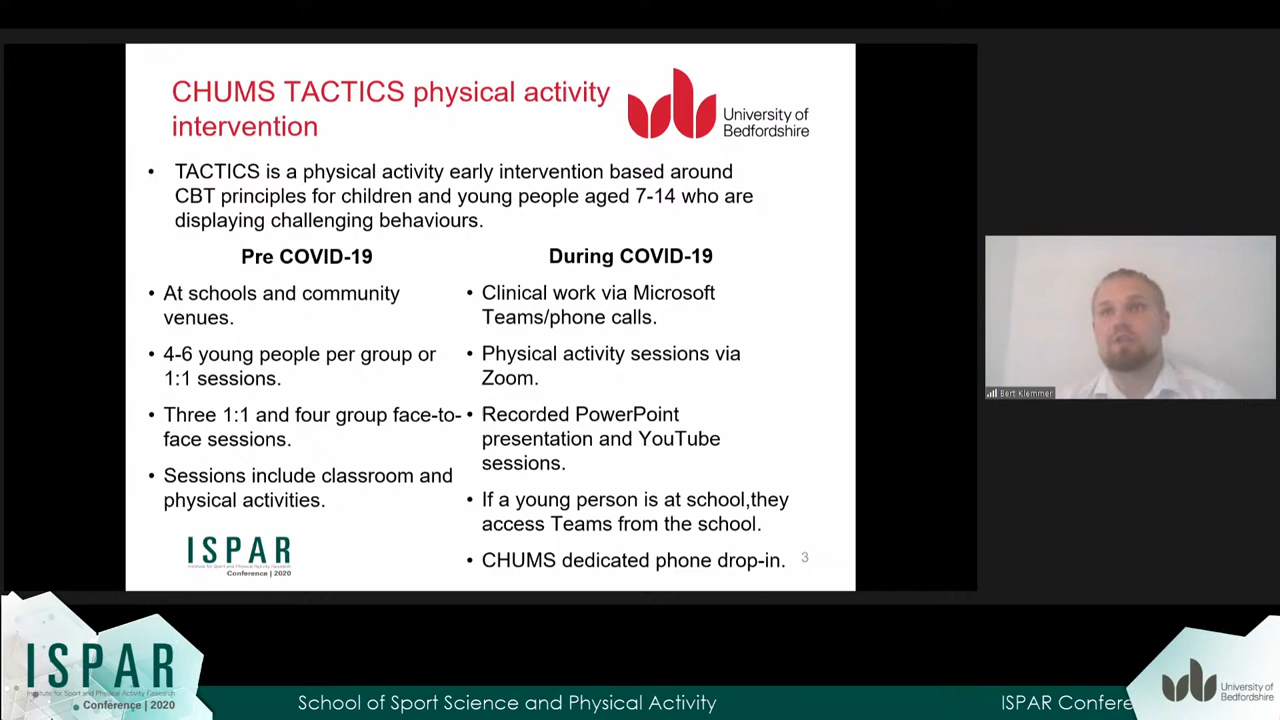 CHUMS TACTICS physical activity
intervention
University of
Bedfordshire
• TACTICS is a physical activity early intervention based around
CBT principles for children and young people aged 7-14 who are
displaying challenging behaviours.
Pre COVID-19
• At schools and community
venues.
• 4-6 young people per group or
1:1 sessions.
• Three 1:1 and four group face-to-
face sessions.
• Sessions include classroom and
physical activities.
During COVID-19
• Clinical work via Microsoft
Teams/phone calls.
• Physical activity sessions via
Zoom.
• Recorded PowerPoint
presentation and YouTube
sessions.
• If a young person is at school,they
access Teams from the school.
• CHUMS dedicated phone drop-in.
3
ISPAR
Institute for Sport and Physical Activity Research
Conference | 2020
Bert Klemmer
ISPAR
Institute for Sport and Physical Activity Research
Conference | 2020
School of Sport Science and Physical Activity
ISPAR Confere
University of
Bedfordshire